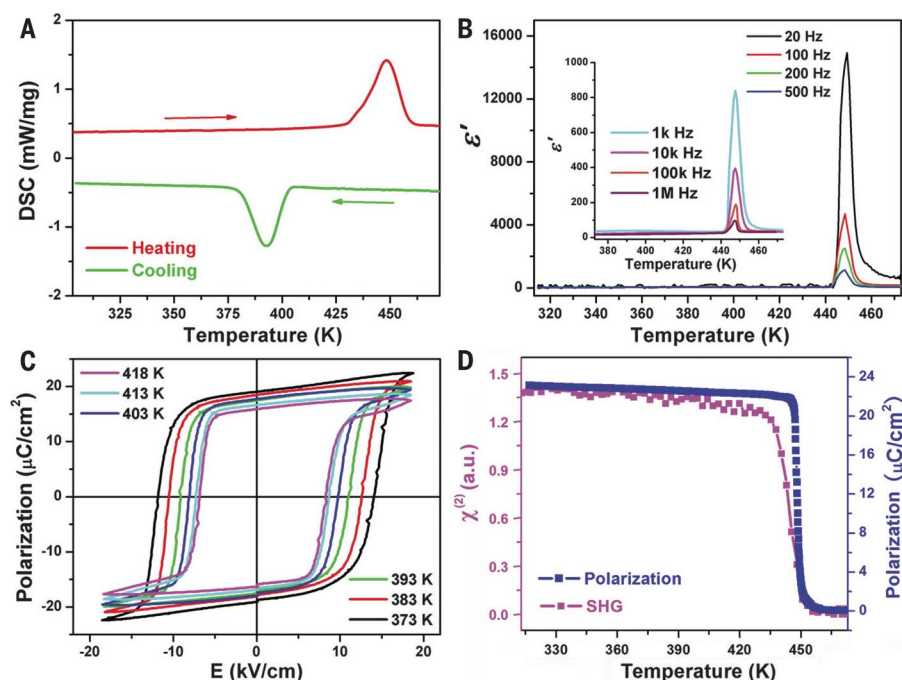 A
DSC (mW/mg)
2
1
0
-1
-2
Heating
Cooling
325 350 375 400 425 450
Temperature (K)
B
ε′
16000
12000
8000
4000
0
20 Hz
100 Hz
200 Hz
500 Hz
ε′
1000
800
600
400
200
0
1k Hz
10k Hz
100k Hz
1M Hz
380 400 420 440 460
Temperature (K)
320 340 360 380 400 420 440 460
Temperature (K)
C
Polarization (μC/cm²)
20
10
0
-10
-20
418 K
413 K
403 K
393 K
383 K
373 K
-20 -10 0 10 20
E (kV/cm)
D
χ⁽²⁾ (a.u.)
1.5
1.2
0.9
0.6
0.3
0.0
Polarization
SHG
24
20
16
12
8
4
0
Polarization (μC/cm²)
330 360 390 420 450
Temperature (K)